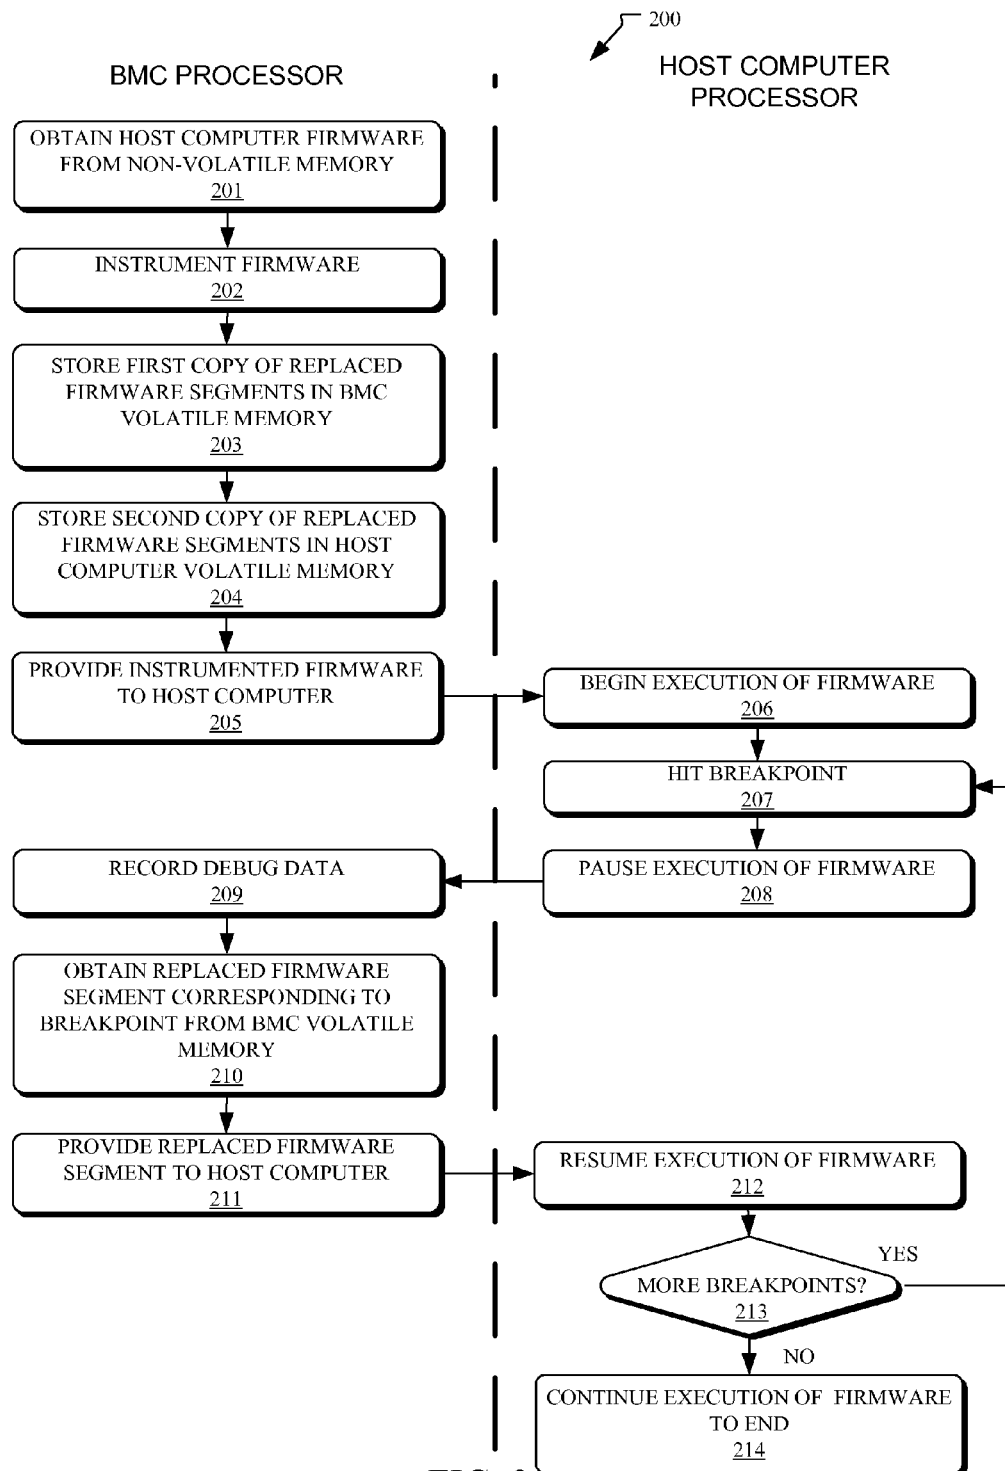 200
BMC PROCESSOR
HOST COMPUTER
PROCESSOR
OBTAIN HOST COMPUTER FIRMWARE
FROM NON-VOLATILE MEMORY
201
INSTRUMENT FIRMWARE
202
STORE FIRST COPY OF REPLACED
FIRMWARE SEGMENTS IN BMC
VOLATILE MEMORY
203
STORE SECOND COPY OF REPLACED
FIRMWARE SEGMENTS IN HOST
COMPUTER VOLATILE MEMORY
204
PROVIDE INSTRUMENTED FIRMWARE
TO HOST COMPUTER
205
BEGIN EXECUTION OF FIRMWARE
206
HIT BREAKPOINT
207
PAUSE EXECUTION OF FIRMWARE
208
RECORD DEBUG DATA
209
OBTAIN REPLACED FIRMWARE
SEGMENT CORRESPONDING TO
BREAKPOINT FROM BMC VOLATILE
MEMORY
210
PROVIDE REPLACED FIRMWARE
SEGMENT TO HOST COMPUTER
211
RESUME EXECUTION OF FIRMWARE
212
MORE BREAKPOINTS?
213
YES
NO
CONTINUE EXECUTION OF FIRMWARE
TO END
214